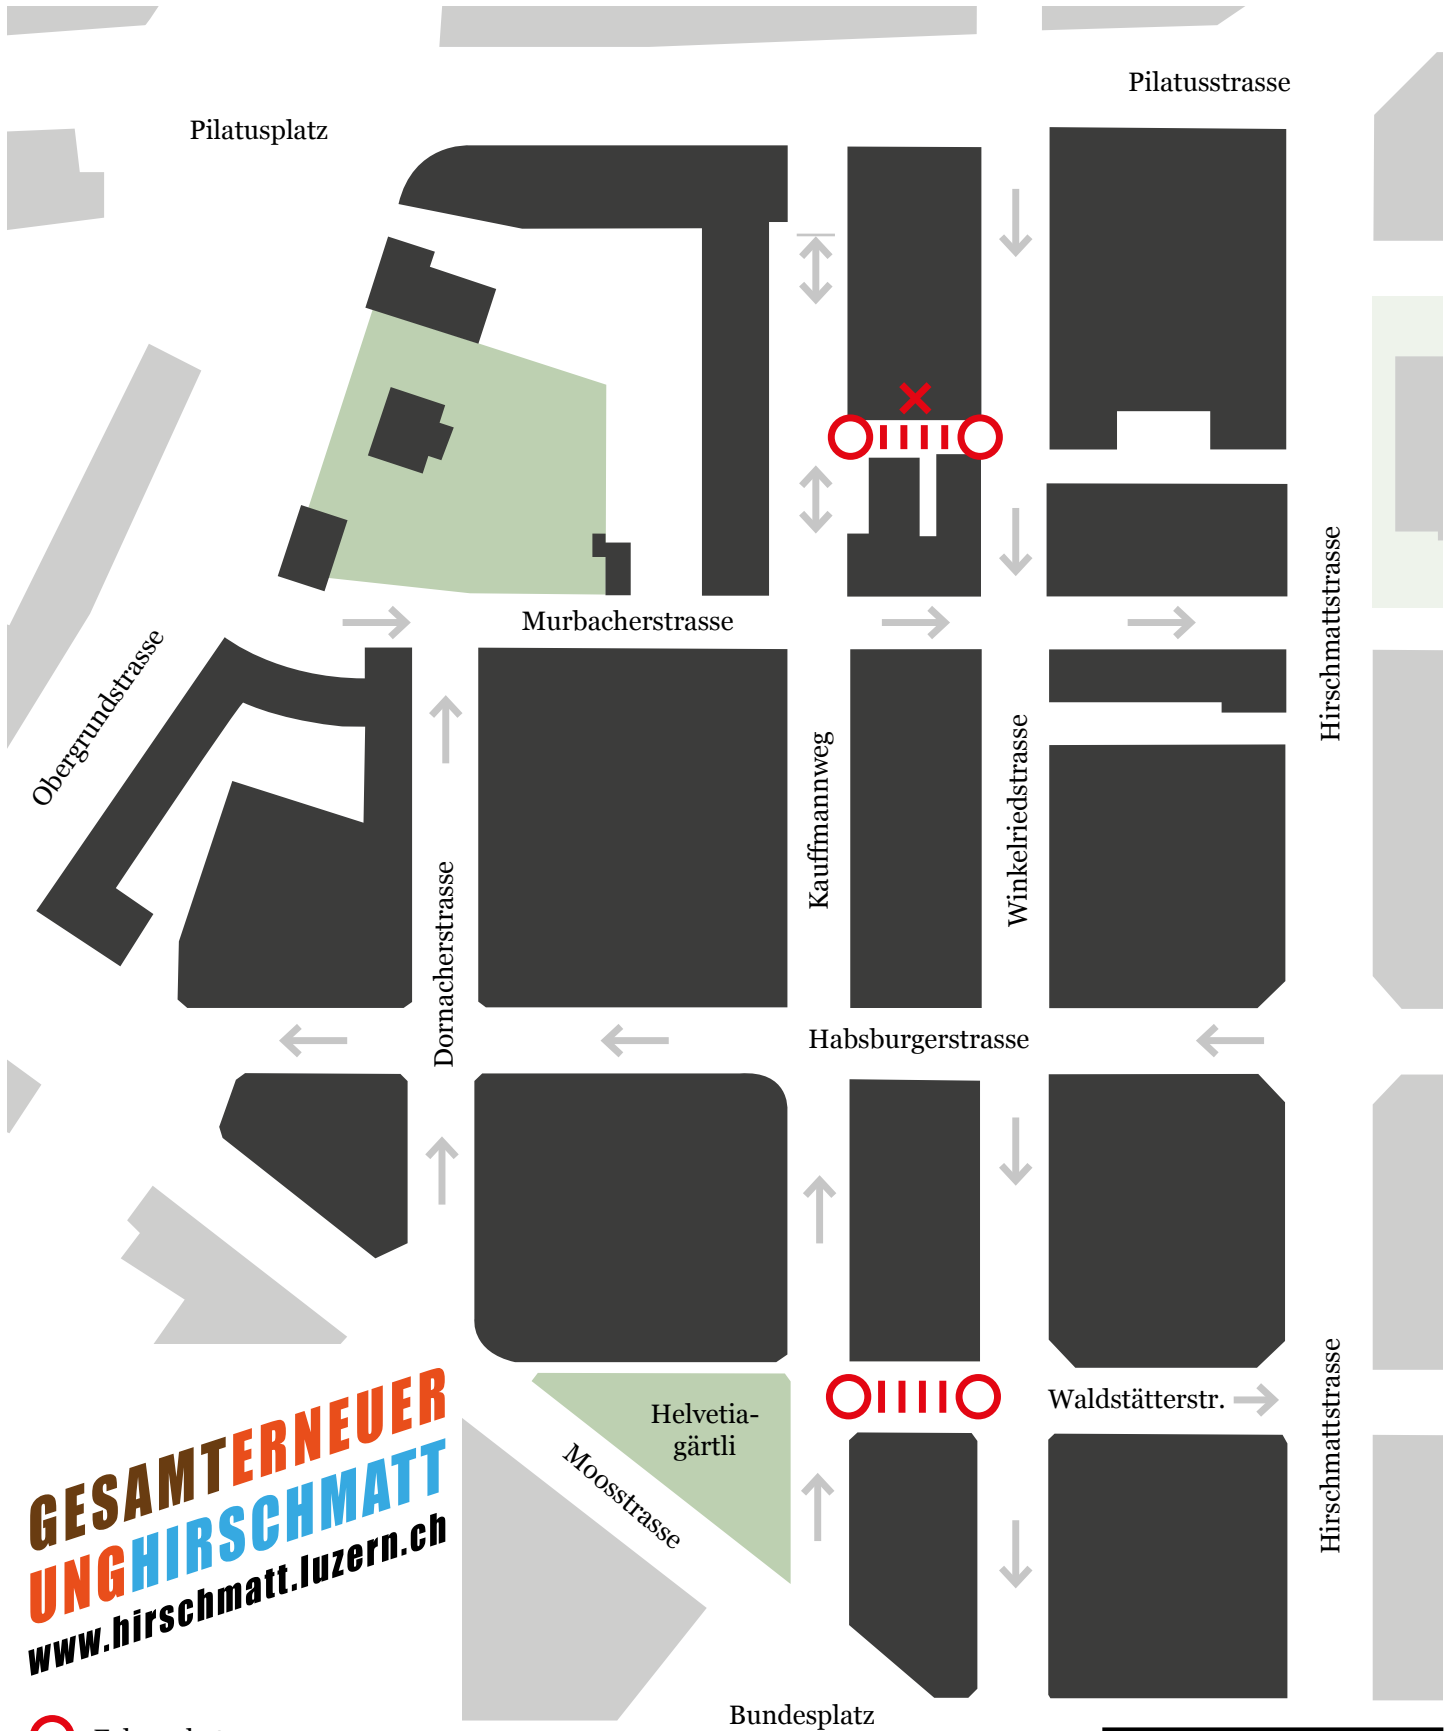 Pilatusstrasse
Pilatusplatz
Murbacherstrasse
Hirschmattstrasse
Obergrundstrasse
Kauffmannweg
Winkelriedstrasse
Dornacherstrasse
Habsburgerstrasse
Waldstätterstr.
Hirschmattstrasse
Helvetia-
gärtli
Moosstrasse
GESAMTERNEUER
UNGHIRSCHMATT
www.hirschmatt.luzern.ch
Bundesplatz